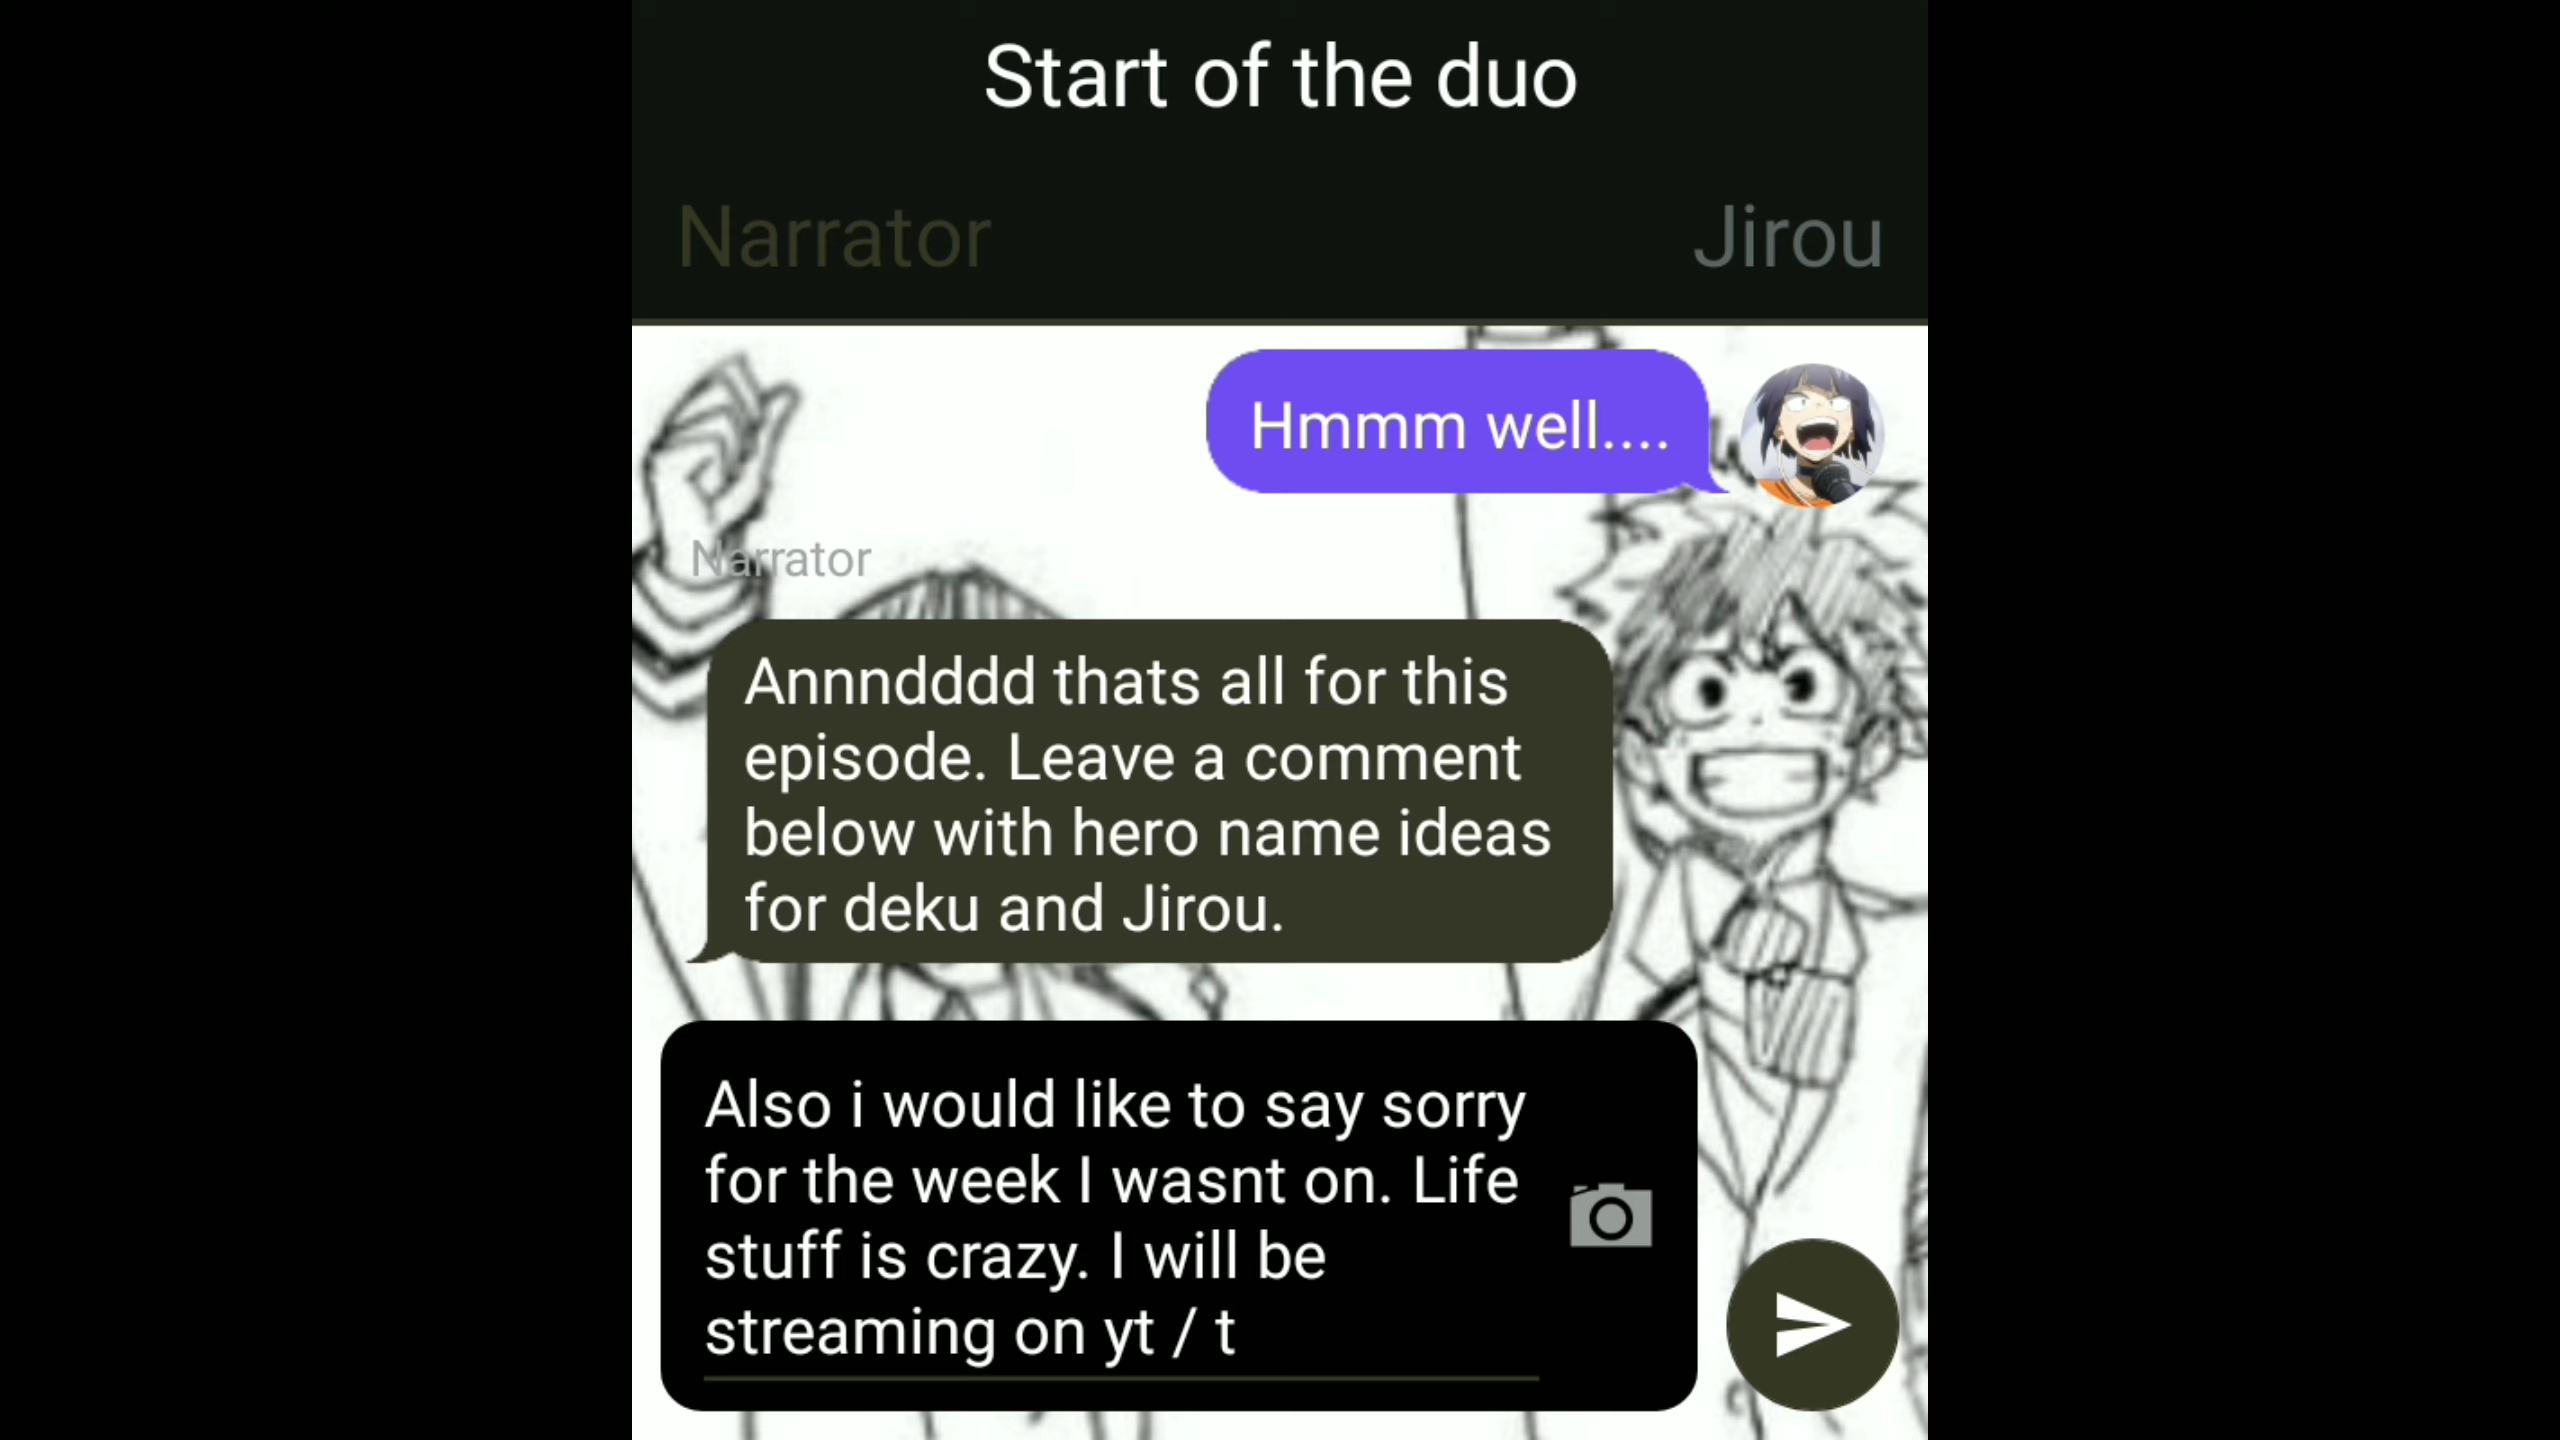 Start of the duo
Narrator
Jirou
Hmmm well....
Narrator
Annndddd thats all for this
episode. Leave a comment
below with hero name ideas
for deku and Jirou.
Also i would like to say sorry
for the week I wasnt on. Life
stuff is crazy. I will be
streaming on yt / t